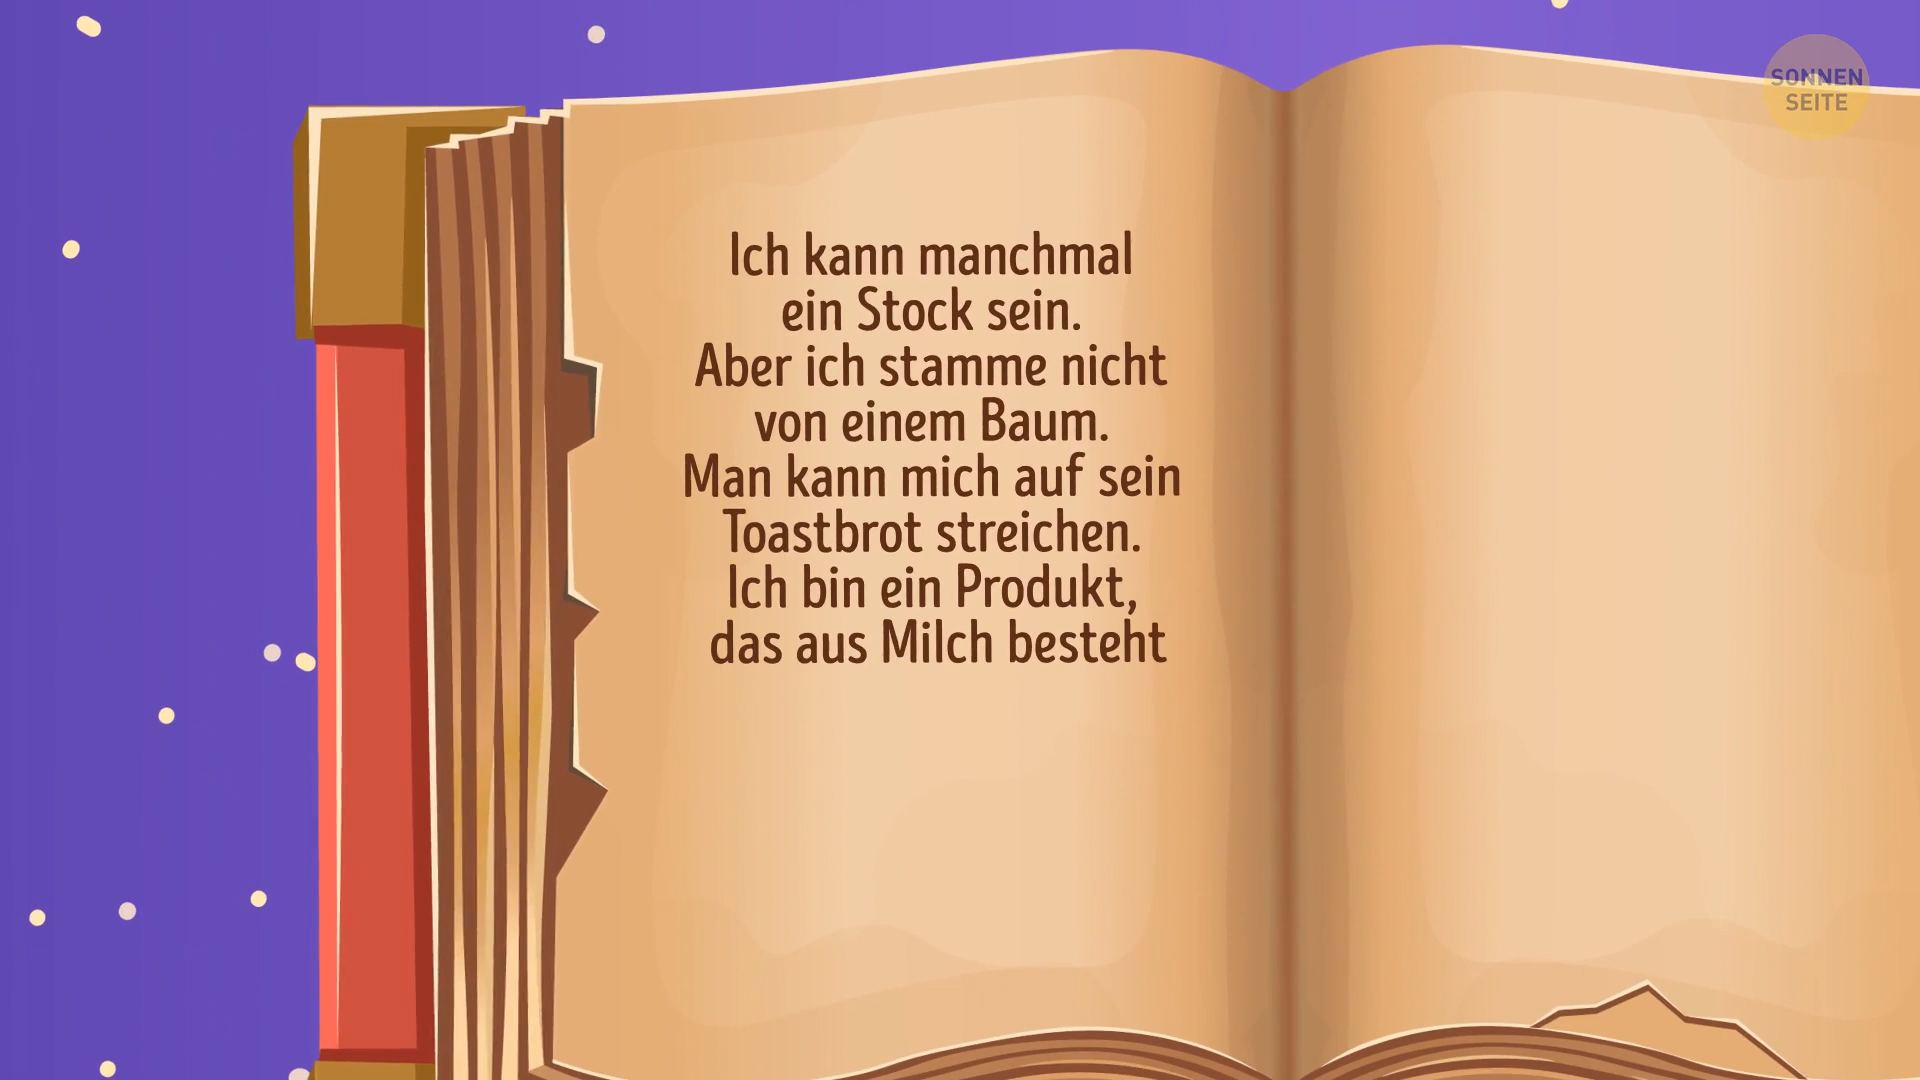 SONNEN
SEITE
Ich kann manchmal
ein Stock sein.
Aber ich stamme nicht
von einem Baum.
Man kann mich auf sein
Toastbrot streichen.
Ich bin ein Produkt,
das aus Milch besteht